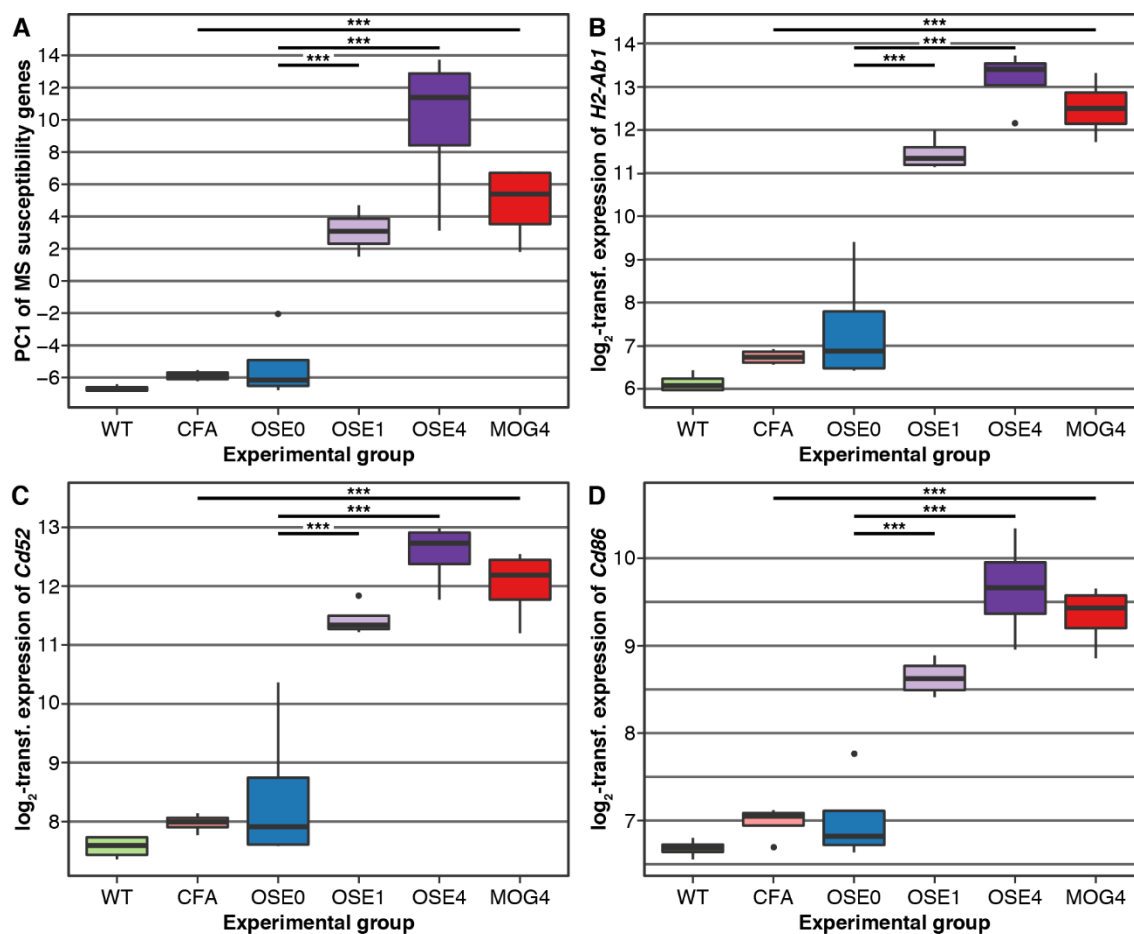 A
PC1 of MS susceptibility genes
***
***
***
14
12
10
8
6
4
2
0
−2
−4
−6
WT CFA OSE0 OSE1 OSE4 MOG4
Experimental group
B
log2-transf. expression of H2-Ab1
***
***
***
14
13
12
11
10
9
8
7
6
WT CFA OSE0 OSE1 OSE4 MOG4
Experimental group
C
log2-transf. expression of Cd52
***
***
***
13
12
11
10
9
8
WT CFA OSE0 OSE1 OSE4 MOG4
Experimental group
D
log2-transf. expression of Cd86
***
***
***
10
9
8
7
WT CFA OSE0 OSE1 OSE4 MOG4
Experimental group